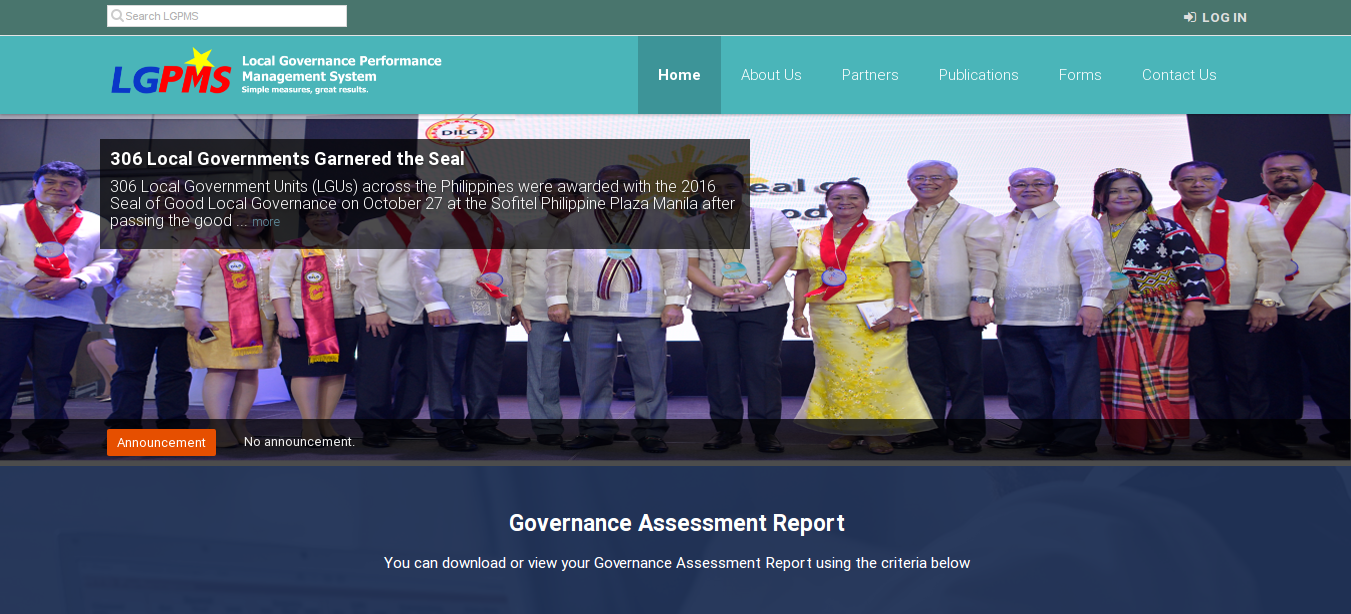 Search LGPMS
LOG IN
LGPMS
Local Governance Performance
Management System
Simple measures, great results.
Home
About Us
Partners
Publications
Forms
Contact Us
DILG
306 Local Governments Garnered the Seal
306 Local Government Units (LGUs) across the Philippines were awarded with the 2016
Seal of Good Local Governance on October 27 at the Sofitel Philippine Plaza Manila after
passing the good ... more
Seal of
Announcement
No announcement.
Governance Assessment Report
You can download or view your Governance Assessment Report using the criteria below